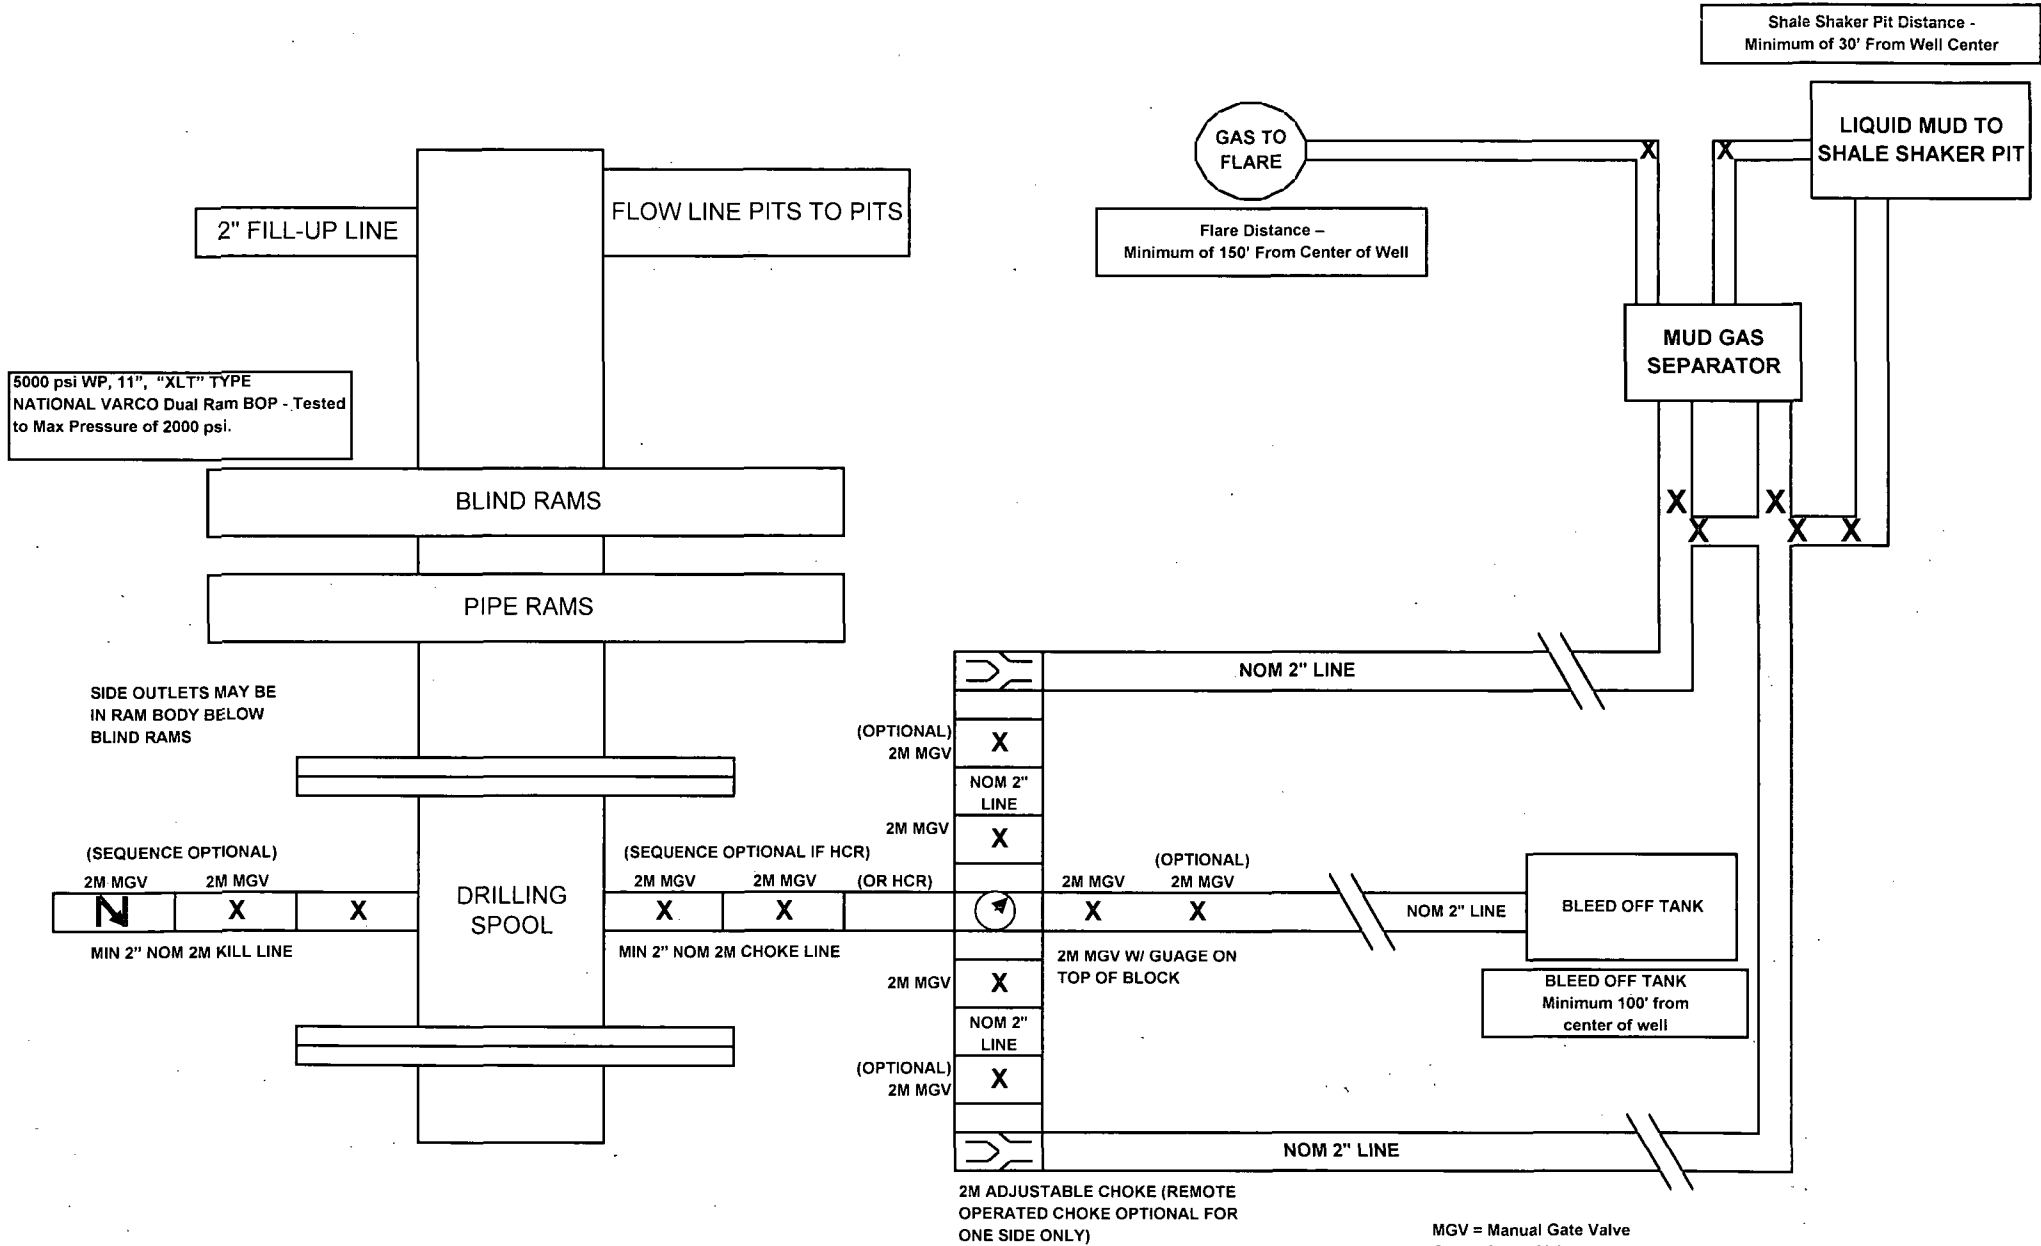 Shale Shaker Pit Distance -
Minimum of 30' From Well Center
GAS TO
FLARE
LIQUID MUD TO
SHALE SHAKER PIT
2" FILL-UP LINE
FLOW LINE PITS TO PITS
Flare Distance –
Minimum of 150' From Center of Well
MUD GAS
SEPARATOR
5000 psi WP, 11", "XLT" TYPE
NATIONAL VARCO Dual Ram BOP - Tested
to Max Pressure of 2000 psi.
BLIND RAMS
X
X
X
X
X
X
X
PIPE RAMS
SIDE OUTLETS MAY BE
IN RAM BODY BELOW
BLIND RAMS
NOM 2" LINE
(OPTIONAL)
2M MGV
X
NOM 2"
LINE
2M MGV
X
(SEQUENCE OPTIONAL)
2M MGV
2M MGV
X
X
MIN 2" NOM 2M KILL LINE
DRILLING
SPOOL
(SEQUENCE OPTIONAL IF HCR)
2M MGV
2M MGV
(OR HCR)
X
X
MIN 2" NOM 2M CHOKE LINE
2M MGV
(OPTIONAL)
2M MGV
X
X
NOM 2" LINE
BLEED OFF TANK
2M MGV W/ GUAGE ON
TOP OF BLOCK
BLEED OFF TANK
Minimum 100' from
center of well
2M MGV
X
NOM 2"
LINE
(OPTIONAL)
2M MGV
X
NOM 2" LINE
2M ADJUSTABLE CHOKE (REMOTE
OPERATED CHOKE OPTIONAL FOR
ONE SIDE ONLY)
MGV = Manual Gate Valve